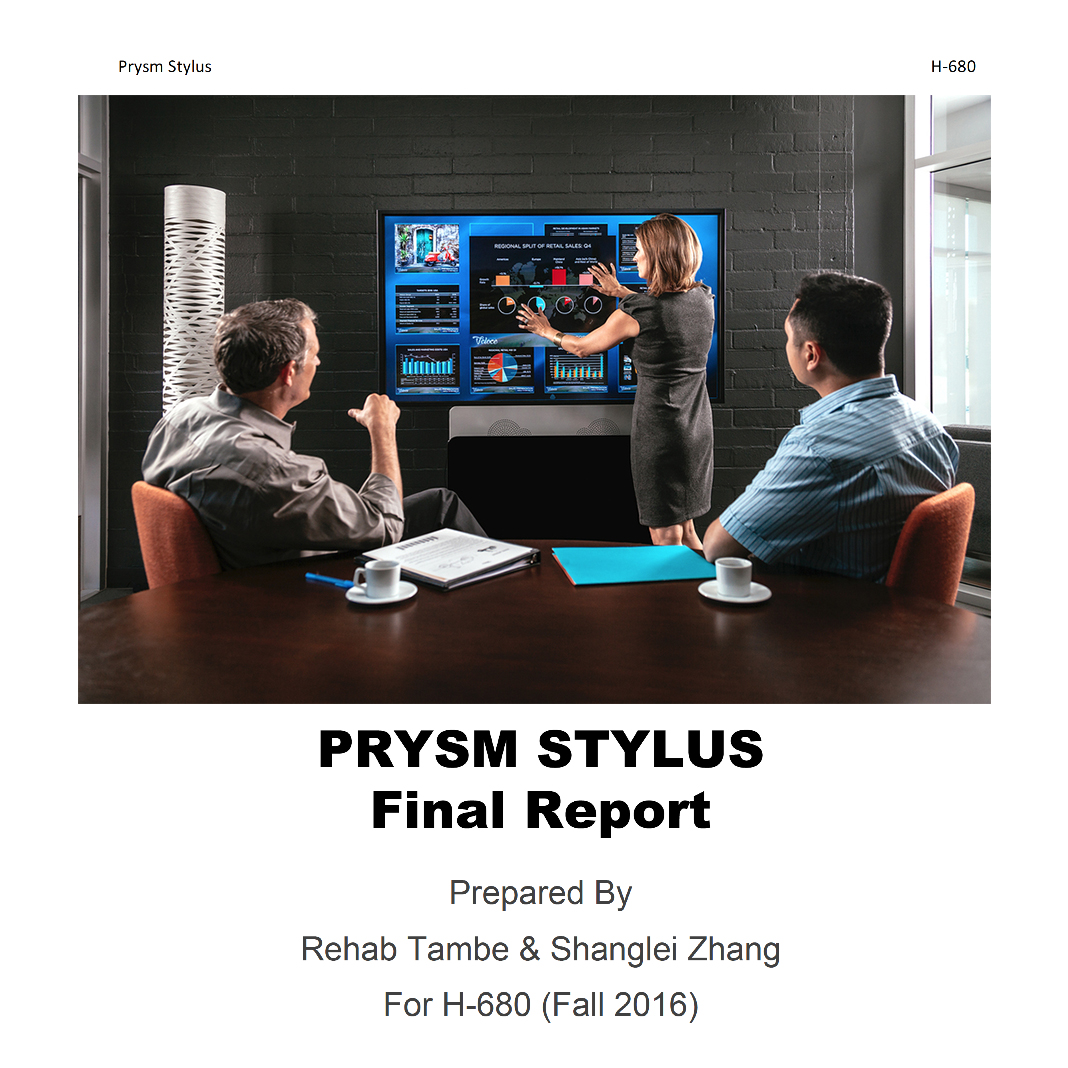 Prysm Stylus H-680
REGIONAL SPLIT OF RETAIL SALES: Q4
Veloce
PRYSM STYLUS
Final Report
Prepared By
Rehab Tambe & Shanglei Zhang
For H-680 (Fall 2016)